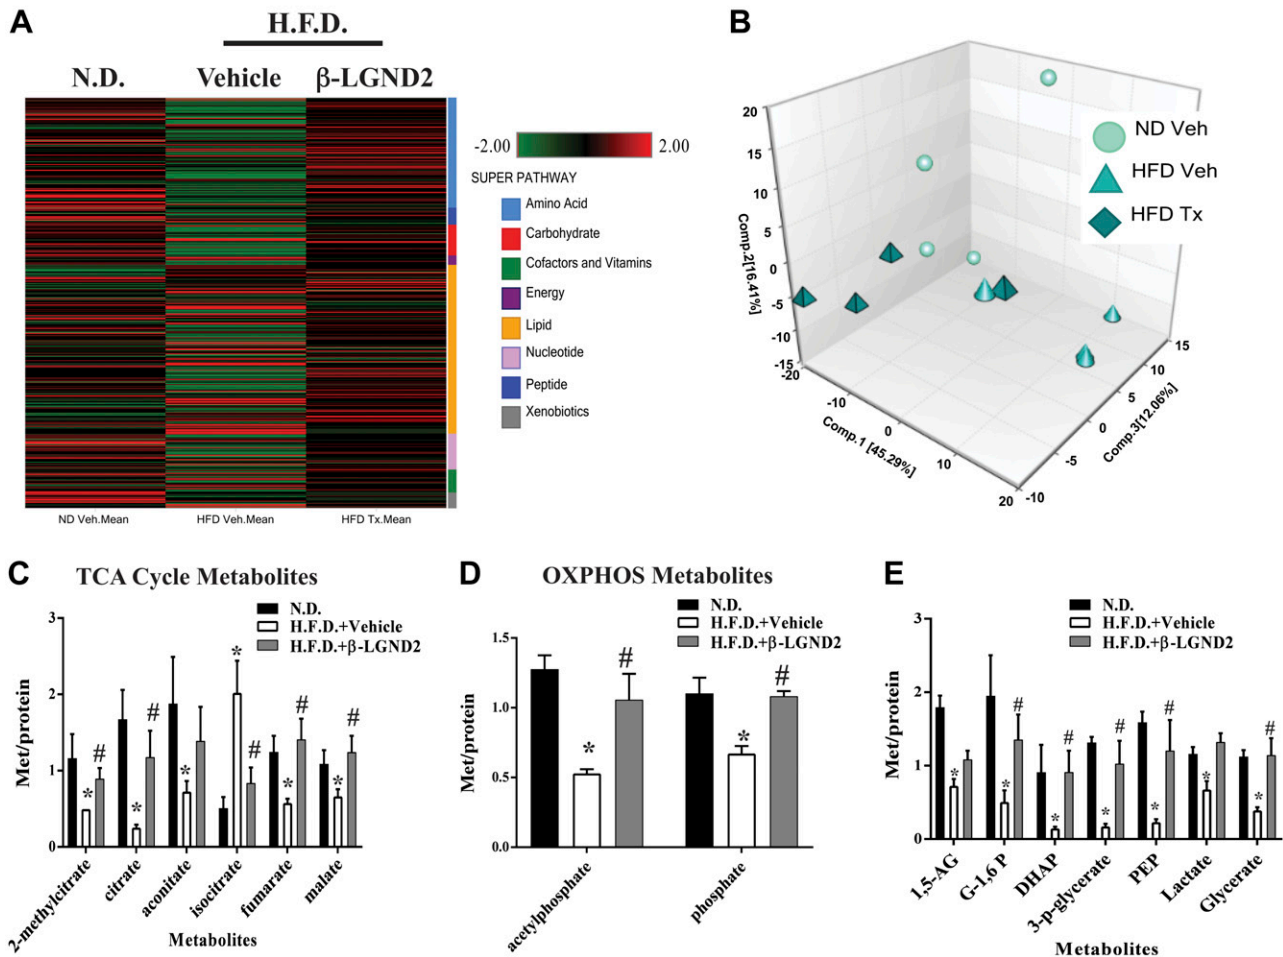 A
H.F.D.
N.D.
Vehicle
β-LGND2
-2.00
2.00
SUPER PATHWAY
Amino Acid
Carbohydrate
Cofactors and Vitamins
Energy
Lipid
Nucleotide
Peptide
Xenobiotics
ND Veh.Mean
HFD Veh.Mean
HFD Tx.Mean
B
ND Veh
HFD Veh
HFD Tx
20
15
10
5
0
-5
-10
-15
Comp.2[16.41%]
-20
-10
0
10
20
Comp.1 [45.29%]
-10
-5
0
5
10
15
Comp.3[12.06%]
C
TCA Cycle Metabolites
N.D.
H.F.D.+Vehicle
H.F.D.+β-LGND2
3
2
1
0
Met/protein
* # * # * * # * # * #
2-methylcitrate
citrate
aconitate
isocitrate
fumarate
malate
Metabolites
D
OXPHOS Metabolites
N.D.
H.F.D.+Vehicle
H.F.D.+β-LGND2
1.5
1.0
0.5
0.0
Met/protein
* # * #
acetylphosphate
phosphate
Metabolites
E
N.D.
H.F.D.+Vehicle
H.F.D.+β-LGND2
3
2
1
0
Met/protein
* * # * # * # * # * * #
1,5-AG
G-1,6 P
DHAP
3-p-glycerate
PEP
Lactate
Glycerate
Metabolites